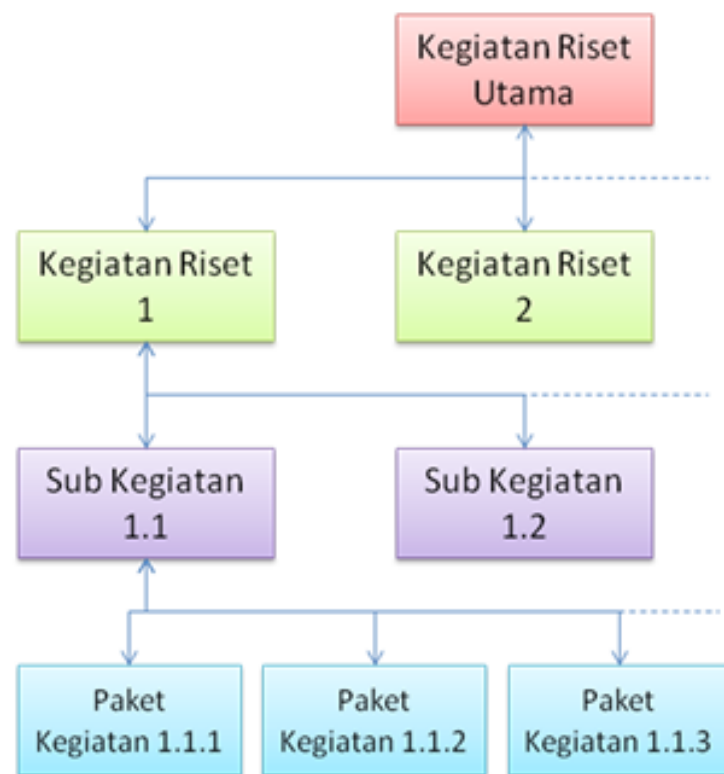 Kegiatan Riset
Utama
Kegiatan Riset
1
Kegiatan Riset
2
Sub Kegiatan
1.1
Sub Kegiatan
1.2
Paket
Kegiatan 1.1.1
Paket
Kegiatan 1.1.2
Paket
Kegiatan 1.1.3